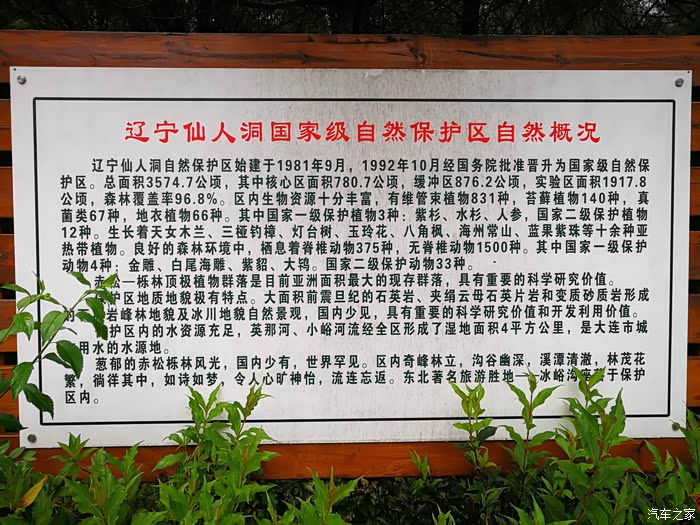 辽宁仙人洞国家级自然保护区自然概况
辽宁仙人洞自然保护区始建于1981年9月，1992年10月经国务院批准晋升为国家级自然保
护区。总面积3574.7公顷，其中核心区面积780.7公顷，缓冲区876.2公顷，实验区面积1917.8
公顷，森林覆盖率96.8%。区内生物资源十分丰富，有维管束植物831种，苔藓植物140种，真
菌类67种，地衣植物66种。其中国家一级保护植物3种：紫杉、水杉、人参，国家二级保护植物
12种。生长着天女木兰、三桠钓樟、灯台树、玉玲花、八角枫、海州常山、蓝果紫珠等十余种亚
热带植物。良好的森林环境中，栖息着脊椎动物375种，无脊椎动物1500种。其中国家一级保护
动物4种：金雕、白尾海雕、紫貂、大鸨。国家二级保护动物33种。
赤松—栎林顶极植物群落是目前亚洲面积最大的现存群落，具有重要的科学研究价值。
护区地质地貌极有特点。大面积前震旦纪的石英岩、夹绢云母石英片岩和变质砂质岩形成
岩峰林地貌及冰川地貌自然景观，国内少见，具有重要的科学研究价值和开发利用价值。
护区内的水资源充足，英那河、小峪河流经全区形成了湿地面积4平方公里，是大连市城
用水的水源地。
葱郁的赤松栎林风光，国内少有，世界罕见。区内奇峰林立，沟谷幽深，溪潭清澈，林茂花
繁，徜徉其中，如诗如梦，令人心旷神怡，流连忘返。东北著名旅游胜地——冰峪沟座落于保护
区内。
汽车之家